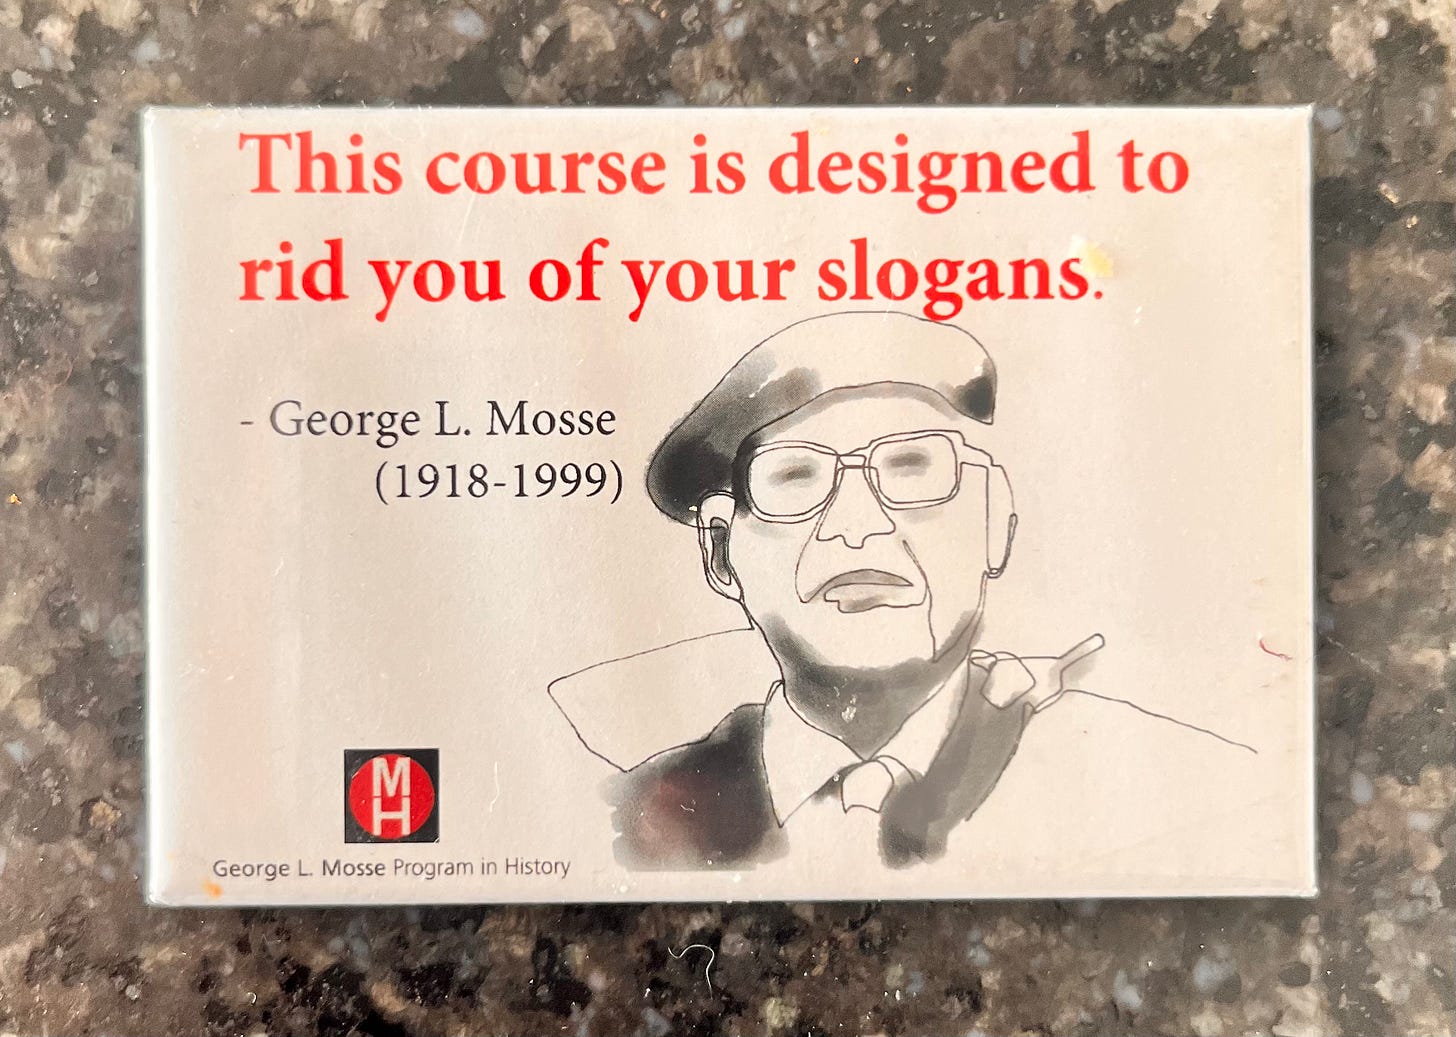 This course is designed to
rid you of your slogans.
- George L. Mosse
(1918-1999)
MH
George L. Mosse Program in History